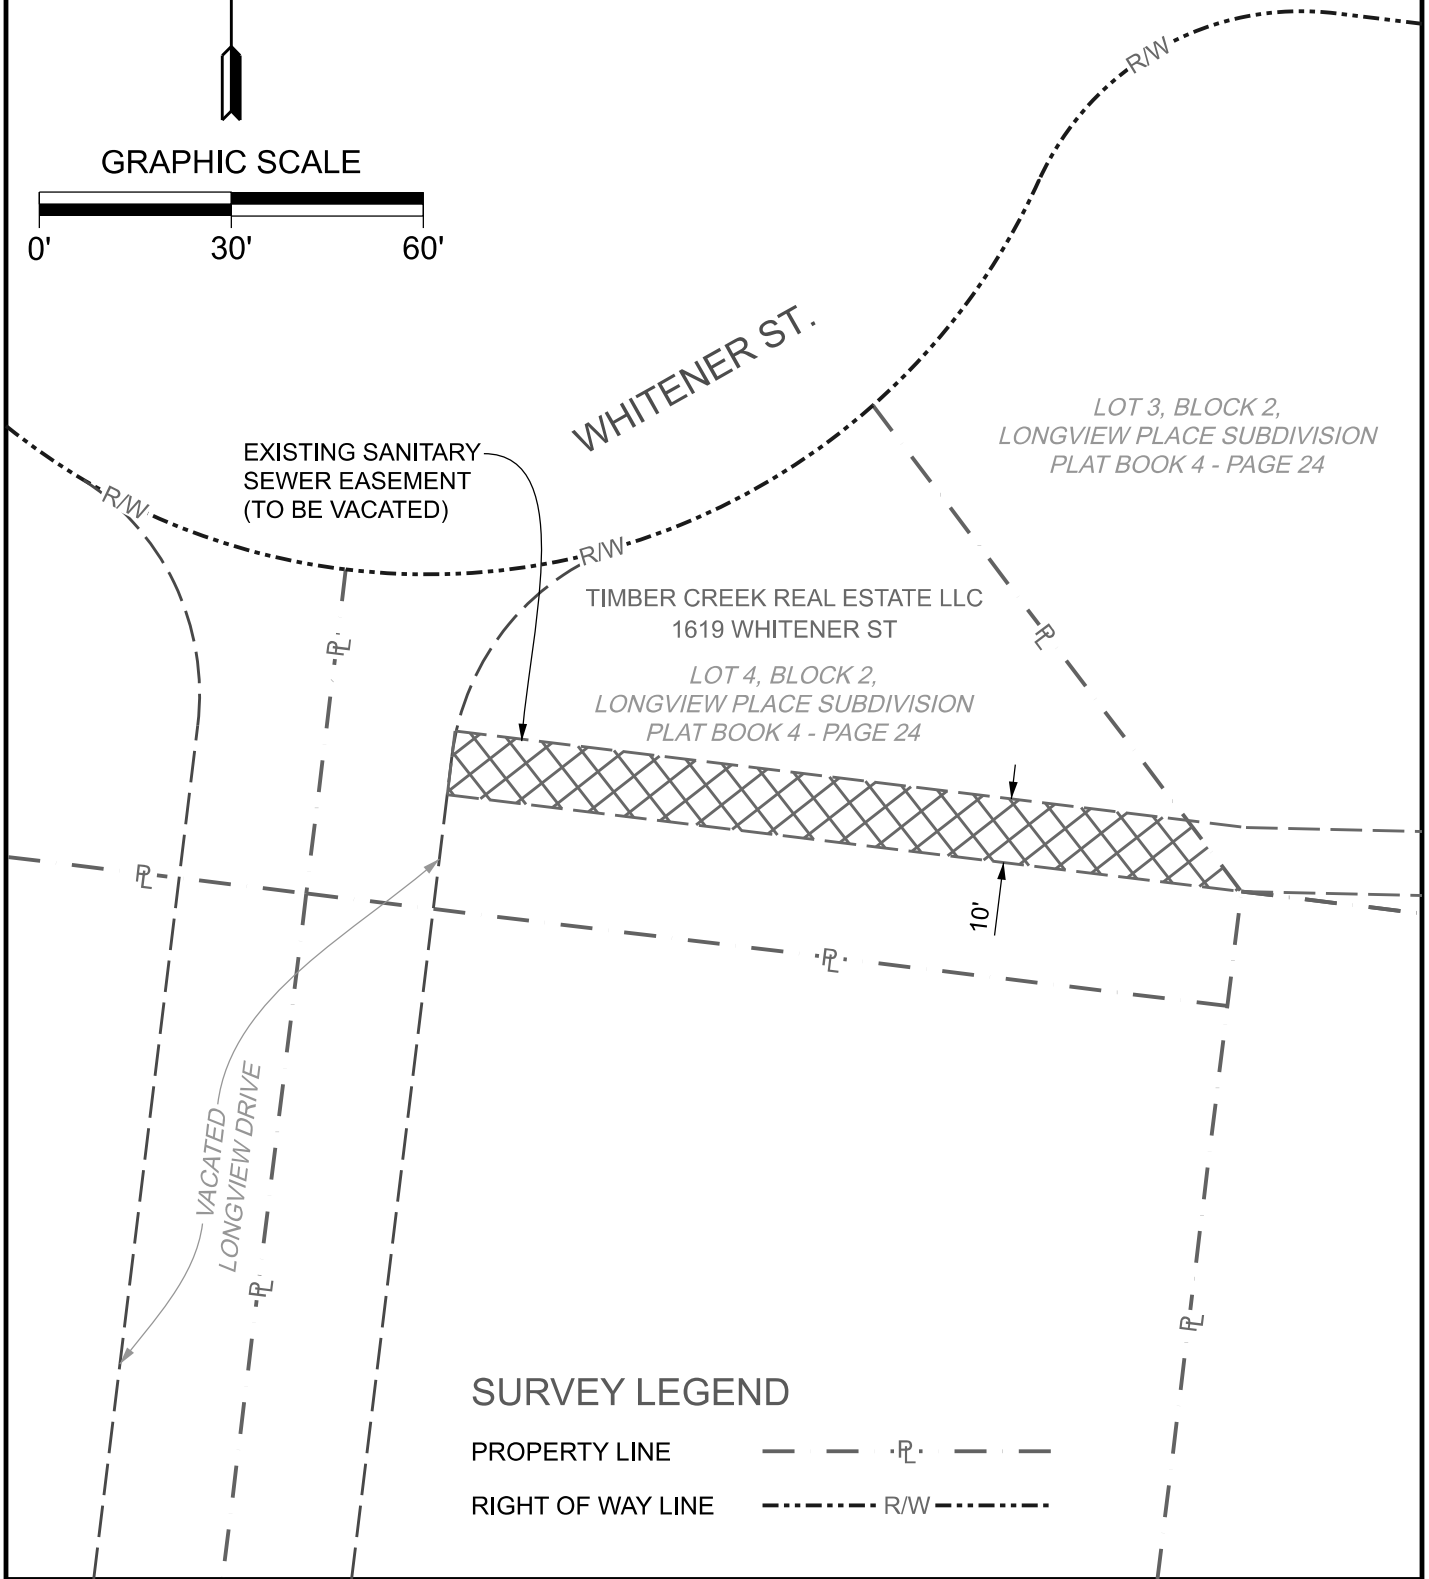 GRAPHIC SCALE
0' 30' 60'
R/W
WHITENER ST.
LOT 3, BLOCK 2,
LONGVIEW PLACE SUBDIVISION
PLAT BOOK 4 - PAGE 24
EXISTING SANITARY
SEWER EASEMENT
(TO BE VACATED)
R/W
R/W
TIMBER CREEK REAL ESTATE LLC
1619 WHITENER ST
PL
PL
LOT 4, BLOCK 2,
LONGVIEW PLACE SUBDIVISION
PLAT BOOK 4 - PAGE 24
PL
10'
PL
VACATED
LONGVIEW DRIVE
PL
PL
SURVEY LEGEND
PROPERTY LINE PL
RIGHT OF WAY LINE R/W